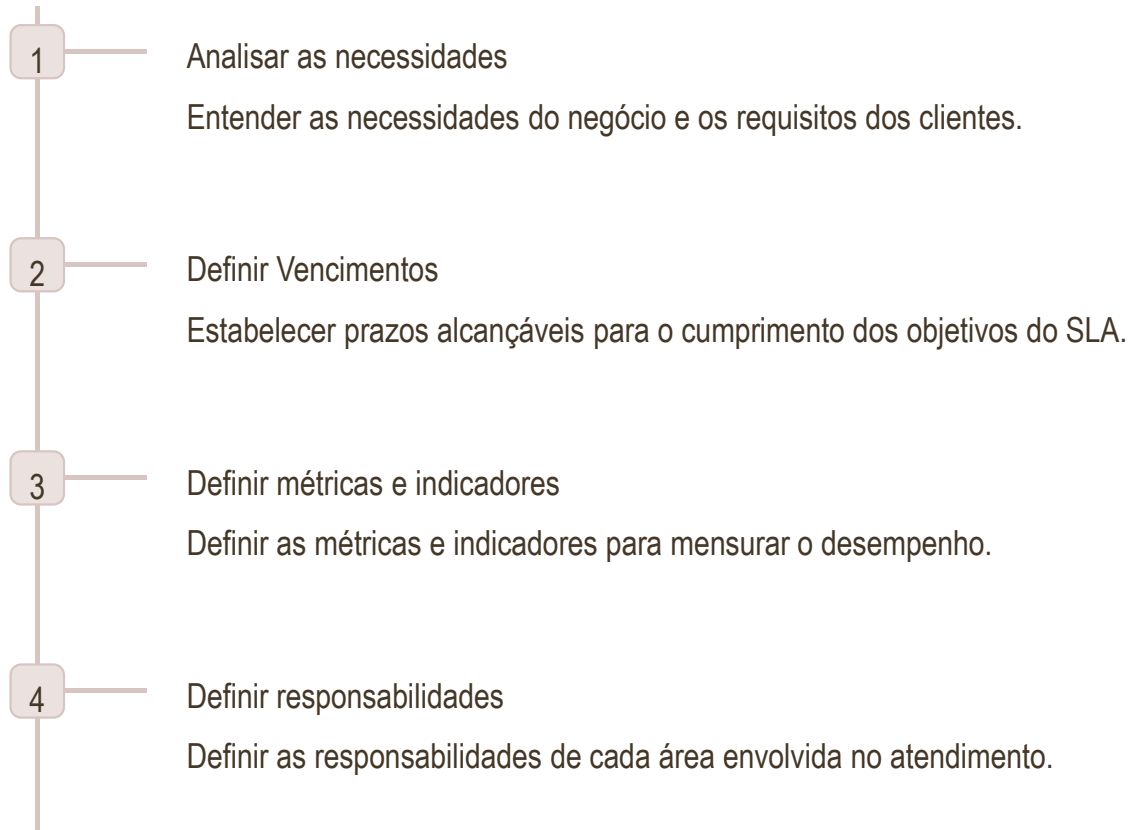 1
Analisar as necessidades
Entender as necessidades do negócio e os requisitos dos clientes.
2
Definir Vencimentos
Estabelecer prazos alcançáveis para o cumprimento dos objetivos do SLA.
3
Definir métricas e indicadores
Definir as métricas e indicadores para mensurar o desempenho.
4
Definir responsabilidades
Definir as responsabilidades de cada área envolvida no atendimento.